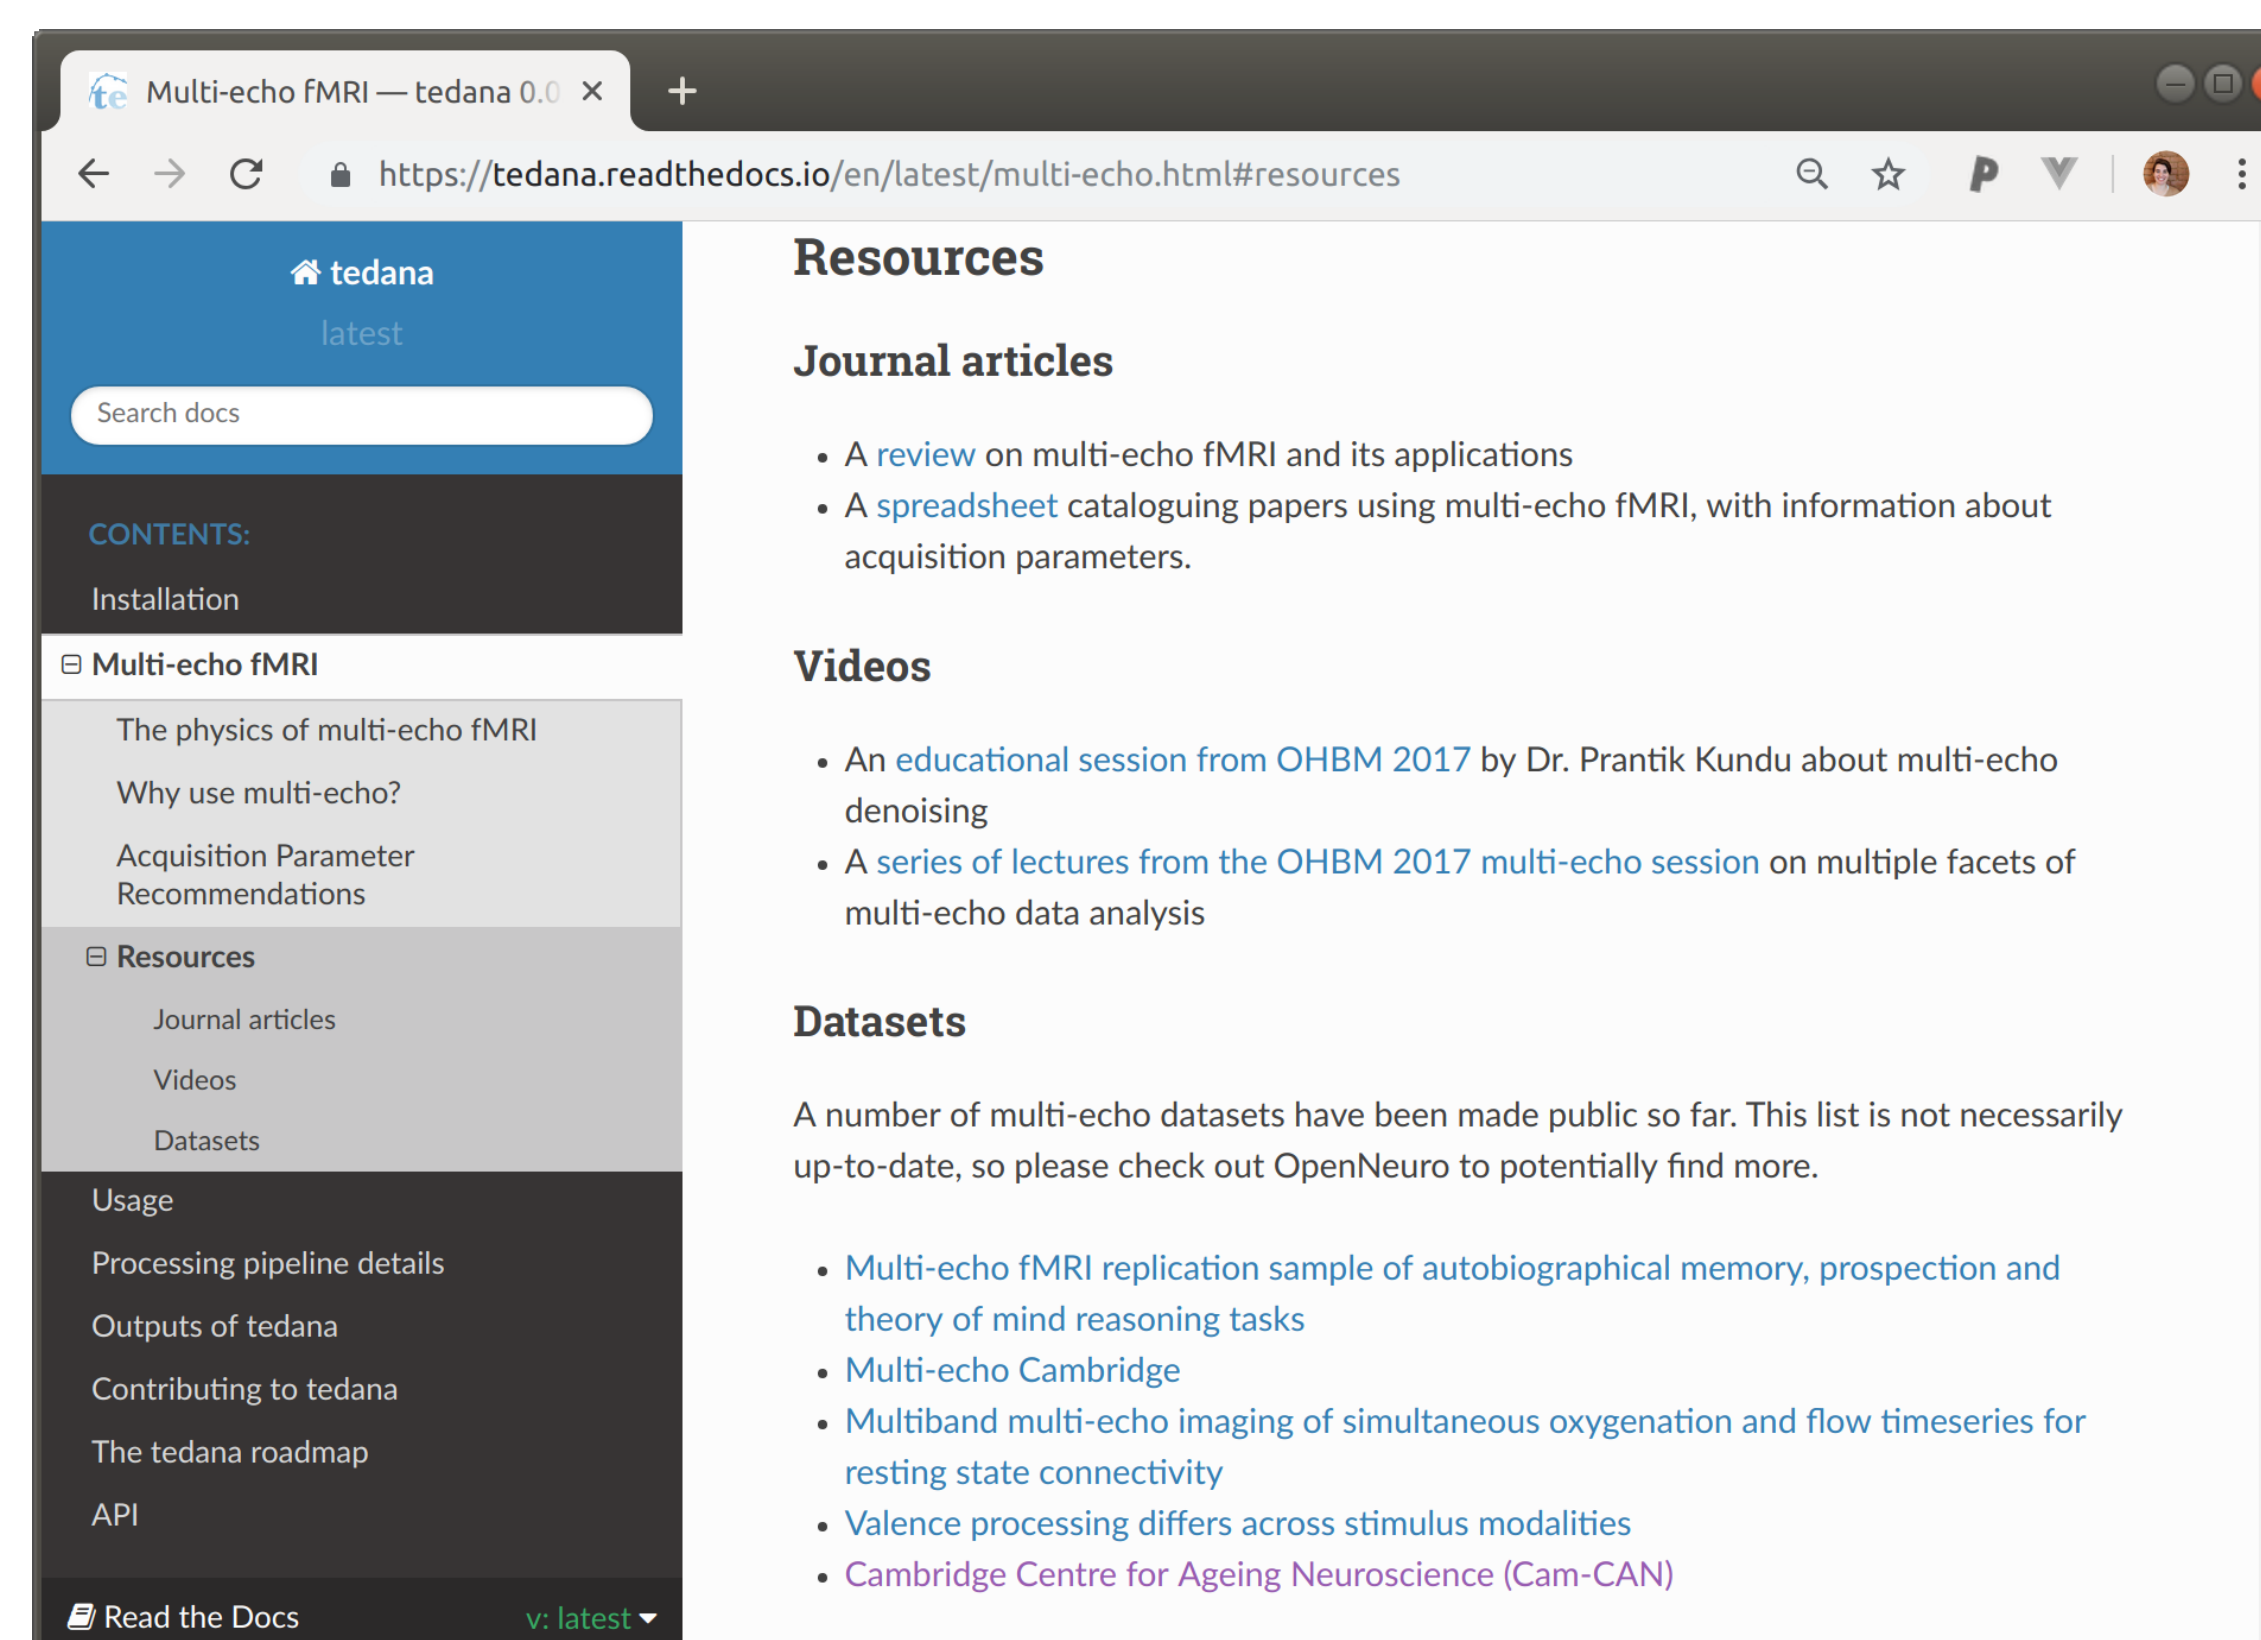 te Multi-echo fMRI — tedana 0.0
https://tedana.readthedocs.io/en/latest/multi-echo.html#resources
tedana
latest
Search docs
CONTENTS:
Installation
Multi-echo fMRI
The physics of multi-echo fMRI
Why use multi-echo?
Acquisition Parameter
Recommendations
Resources
Journal articles
Videos
Datasets
Usage
Processing pipeline details
Outputs of tedana
Contributing to tedana
The tedana roadmap
API
Read the Docs v: latest
Resources
Journal articles
A review on multi-echo fMRI and its applications
A spreadsheet cataloguing papers using multi-echo fMRI, with information about
acquisition parameters.
Videos
An educational session from OHBM 2017 by Dr. Prantik Kundu about multi-echo
denoising
A series of lectures from the OHBM 2017 multi-echo session on multiple facets of
multi-echo data analysis
Datasets
A number of multi-echo datasets have been made public so far. This list is not necessarily
up-to-date, so please check out OpenNeuro to potentially find more.
Multi-echo fMRI replication sample of autobiographical memory, prospection and
theory of mind reasoning tasks
Multi-echo Cambridge
Multiband multi-echo imaging of simultaneous oxygenation and flow timeseries for
resting state connectivity
Valence processing differs across stimulus modalities
Cambridge Centre for Ageing Neuroscience (Cam-CAN)